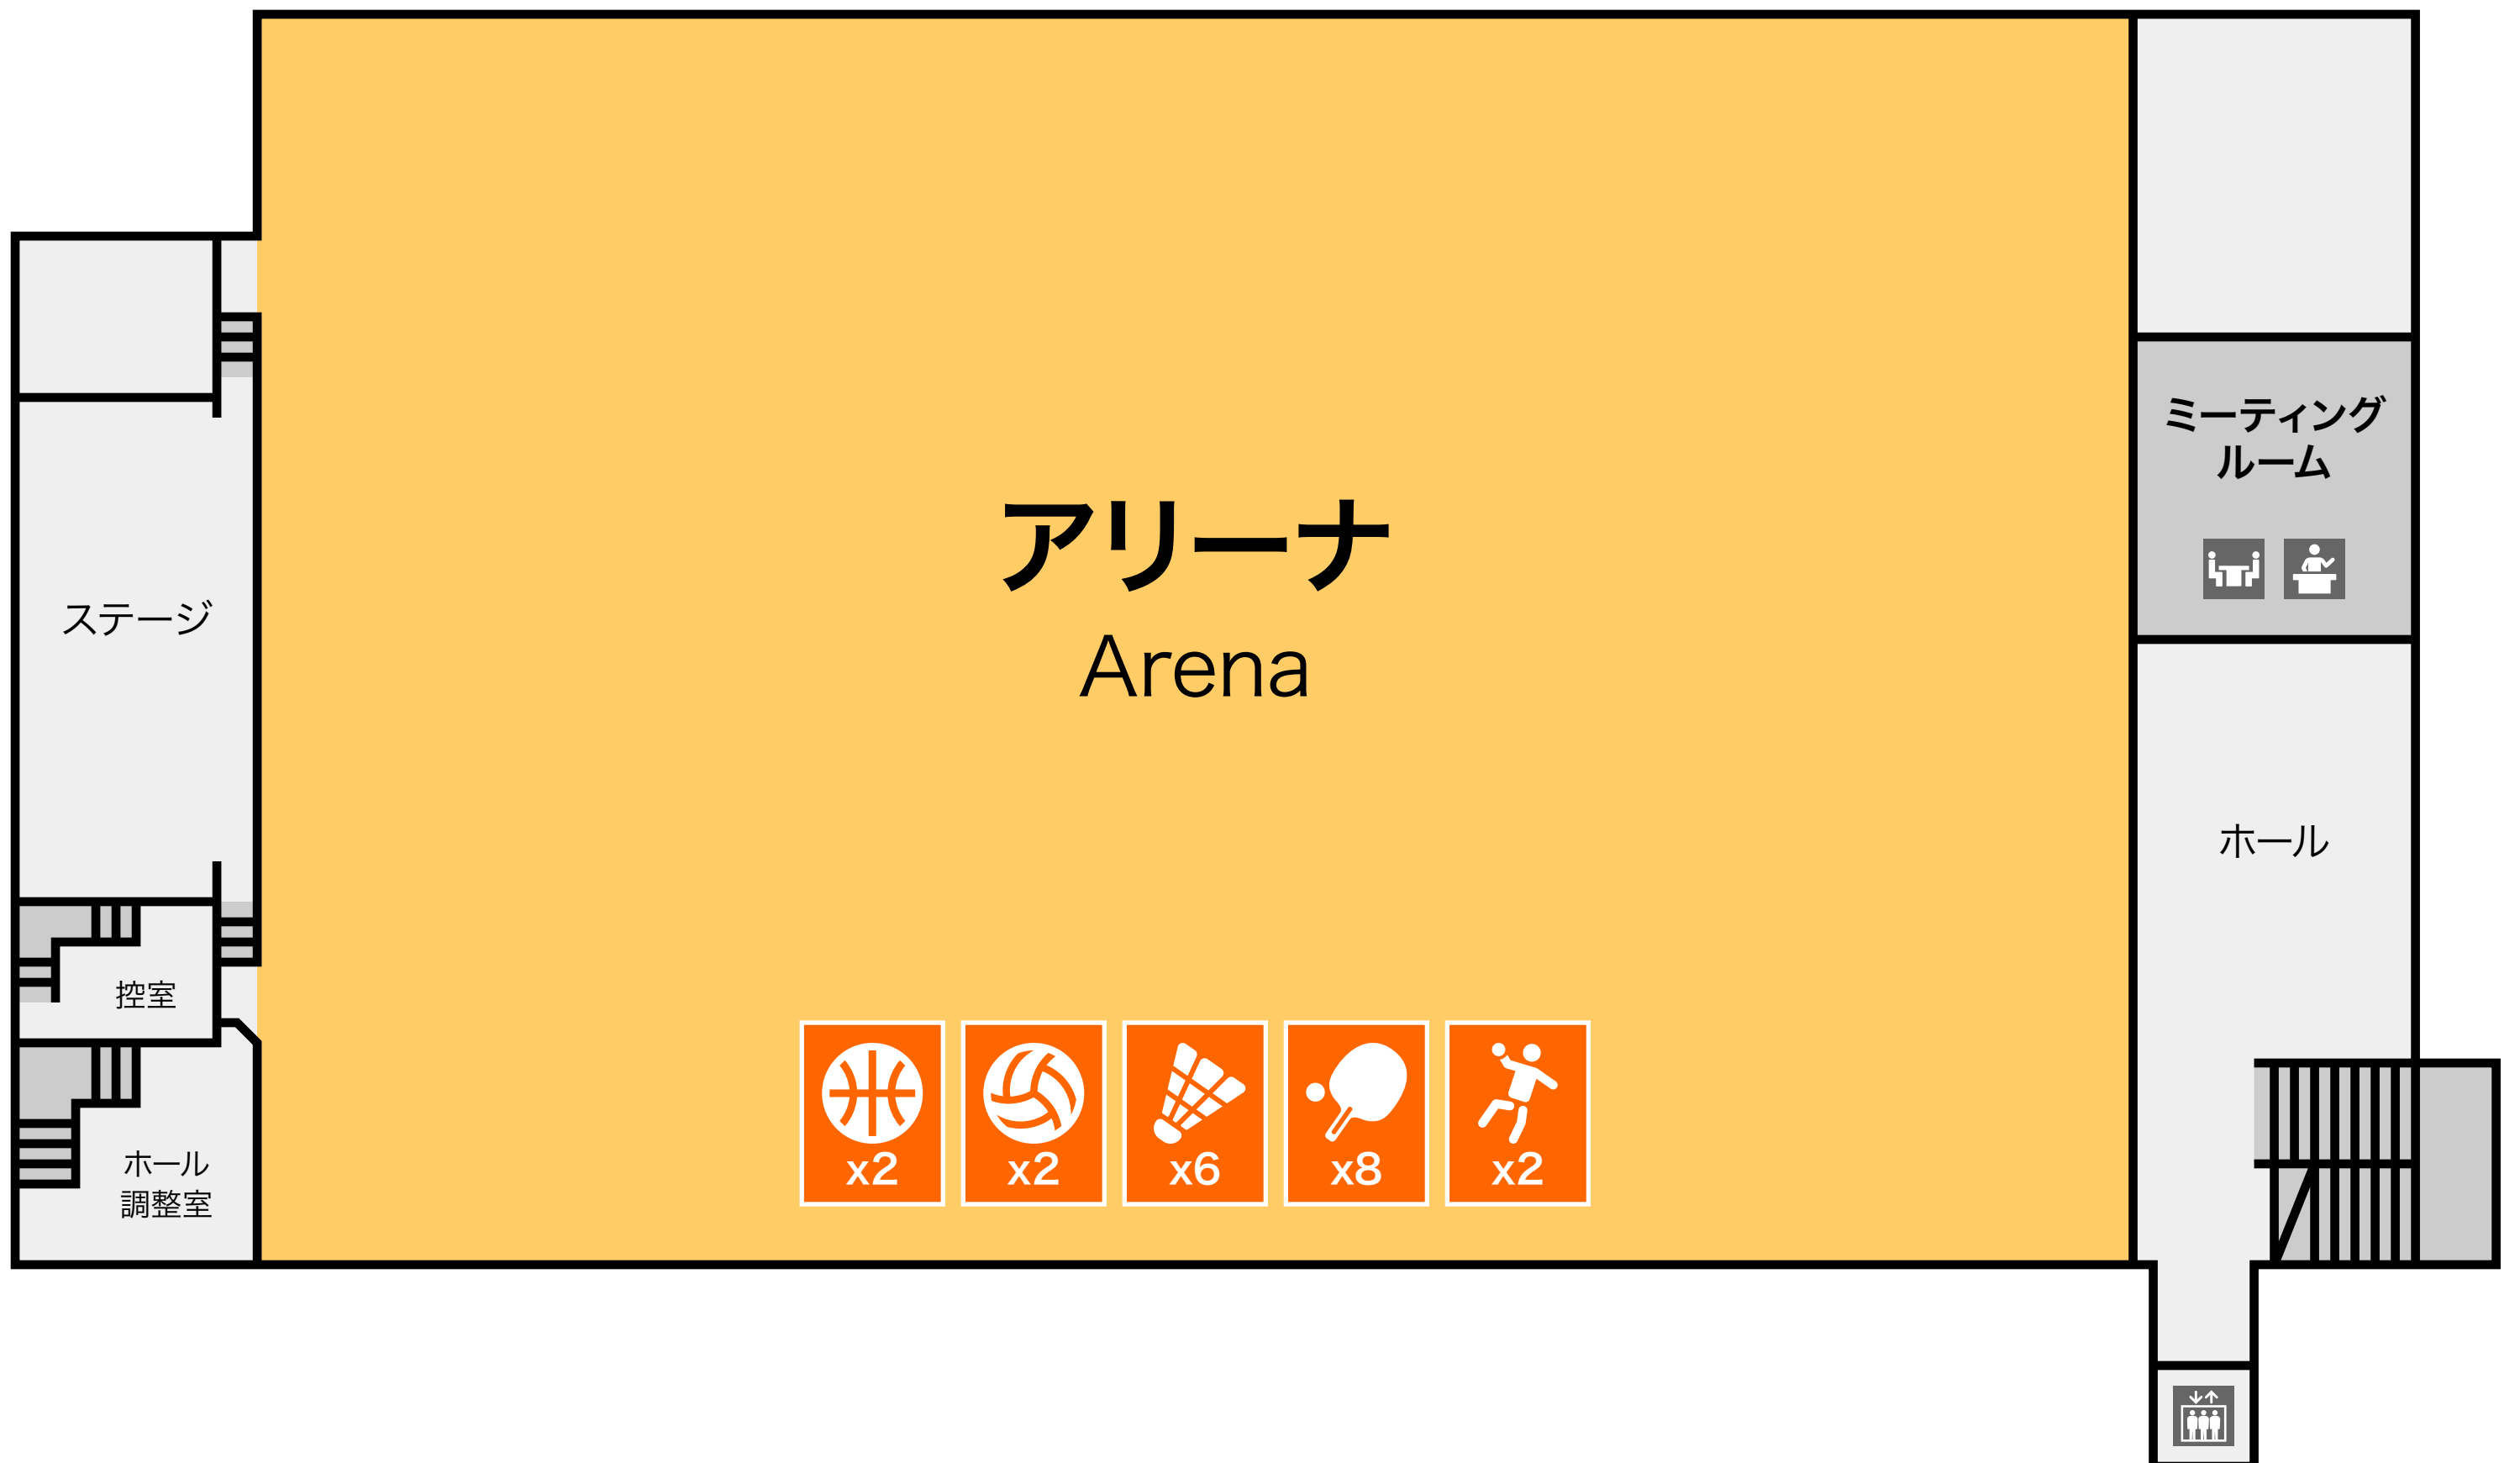 アリーナ
Arena
ステージ
控室
ホール
調整室
ミーティング
ルーム
ホール
x2
x2
x6
x8
x2